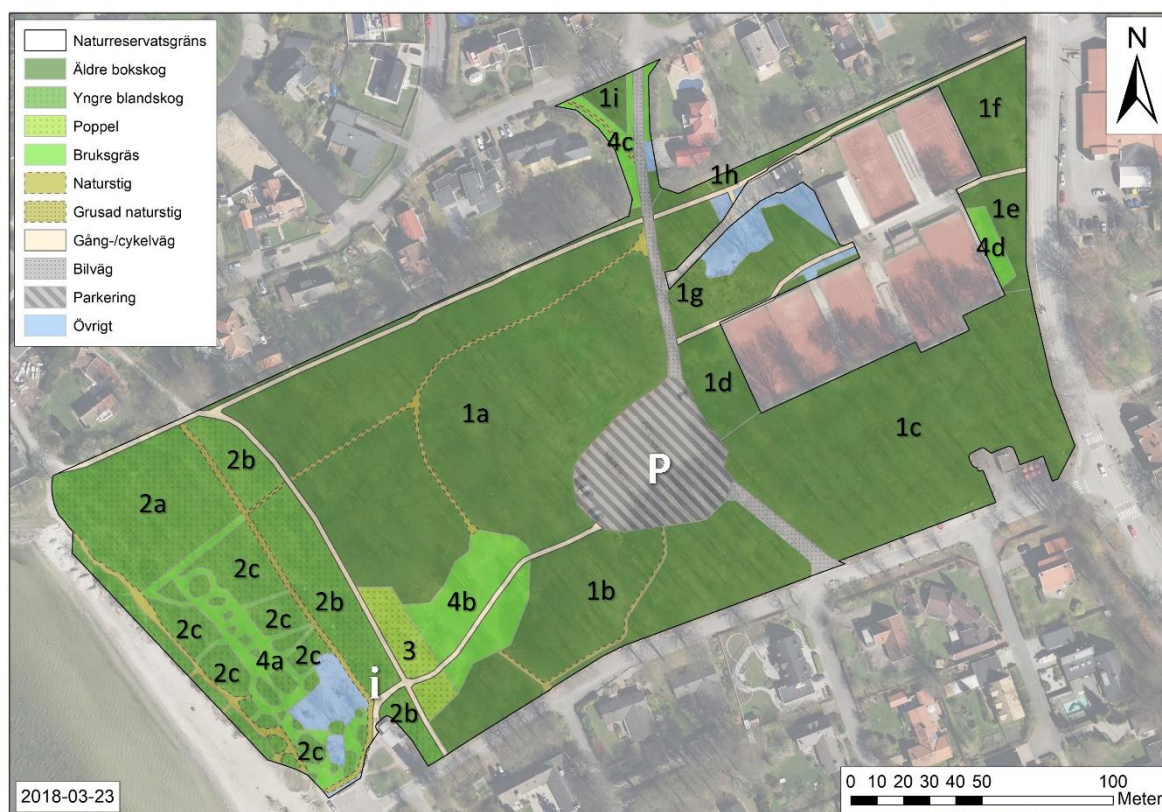 Naturreservatsgräns
Äldre bokskog
Yngre blandskog
Poppel
Bruksgräs
Naturstig
Grusad naturstig
Gång-/cykelväg
Bilväg
Parkering
Övrigt
N
1i
4c
1h
1f
1e
4d
1g
1d
1a
1c
P
2b
2a
2c
2b
1b
4b
2c
2c
2c
3
4a
i
2b
2c
2018-03-23
0 10 20 30 40 50 100
Meter